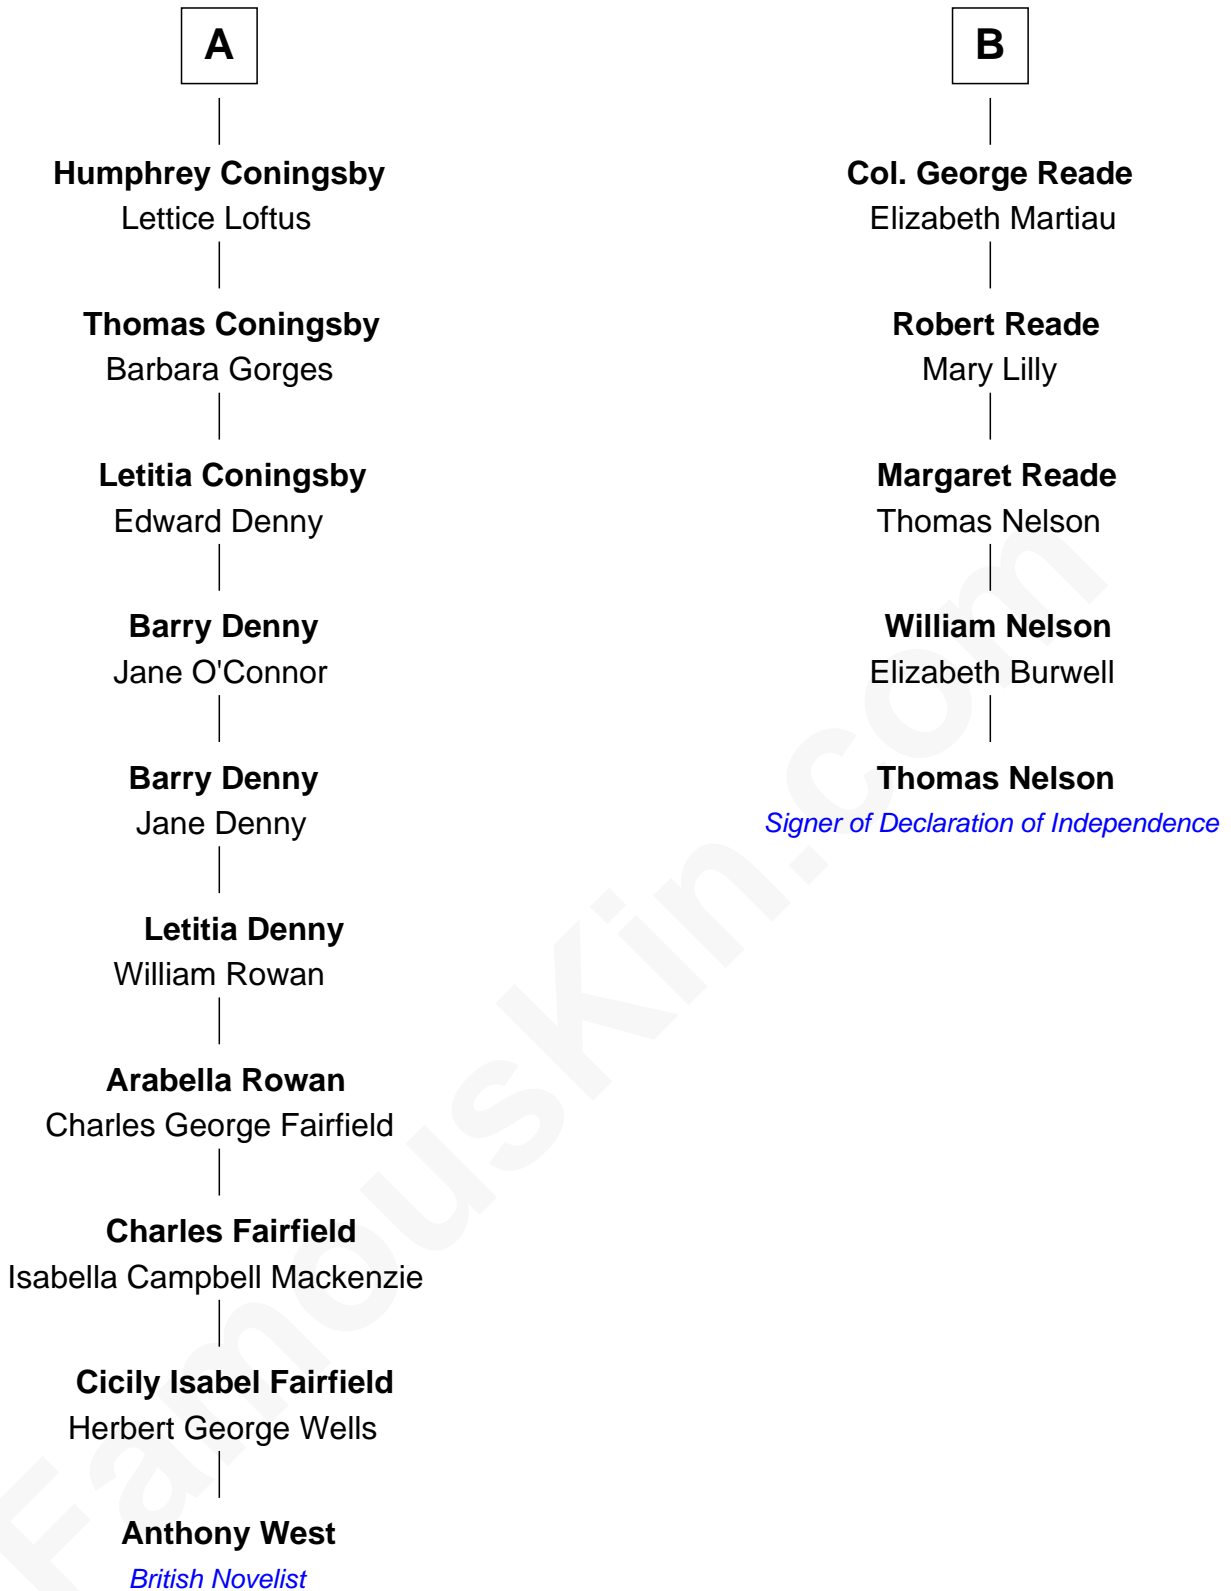 A
Humphrey Coningsby
Lettice Loftus
Thomas Coningsby
Barbara Gorges
Letitia Coningsby
Edward Denny
Barry Denny
Jane O'Connor
Barry Denny
Jane Denny
Letitia Denny
William Rowan
Arabella Rowan
Charles George Fairfield
Charles Fairfield
Isabella Campbell Mackenzie
Cicily Isabel Fairfield
Herbert George Wells
Anthony West
British Novelist
B
Col. George Reade
Elizabeth Martiau
Robert Reade
Mary Lilly
Margaret Reade
Thomas Nelson
William Nelson
Elizabeth Burwell
Thomas Nelson
Signer of Declaration of Independence
FamousKin.com